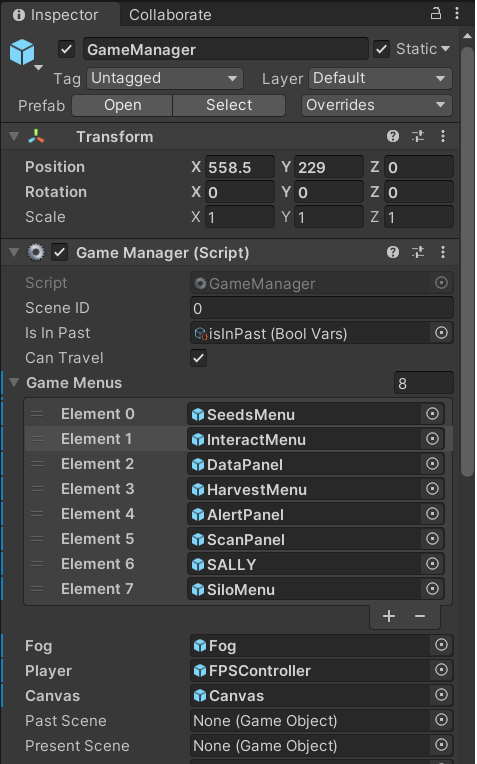 Inspector Collaborate
GameManager Static
Tag Untagged Layer Default
Prefab Open Select Overrides
Transform
Position X 558.5 Y 229 Z 0
Rotation X 0 Y 0 Z 0
Scale X 1 Y 1 Z 1
Game Manager (Script)
Script GameManager
Scene ID 0
Is In Past isInPast (Bool Vars)
Can Travel
Game Menus 8
Element 0 SeedsMenu
Element 1 InteractMenu
Element 2 DataPanel
Element 3 HarvestMenu
Element 4 AlertPanel
Element 5 ScanPanel
Element 6 SALLY
Element 7 SiloMenu
Fog Fog
Player FPSController
Canvas Canvas
Past Scene None (Game Object)
Present Scene None (Game Object)